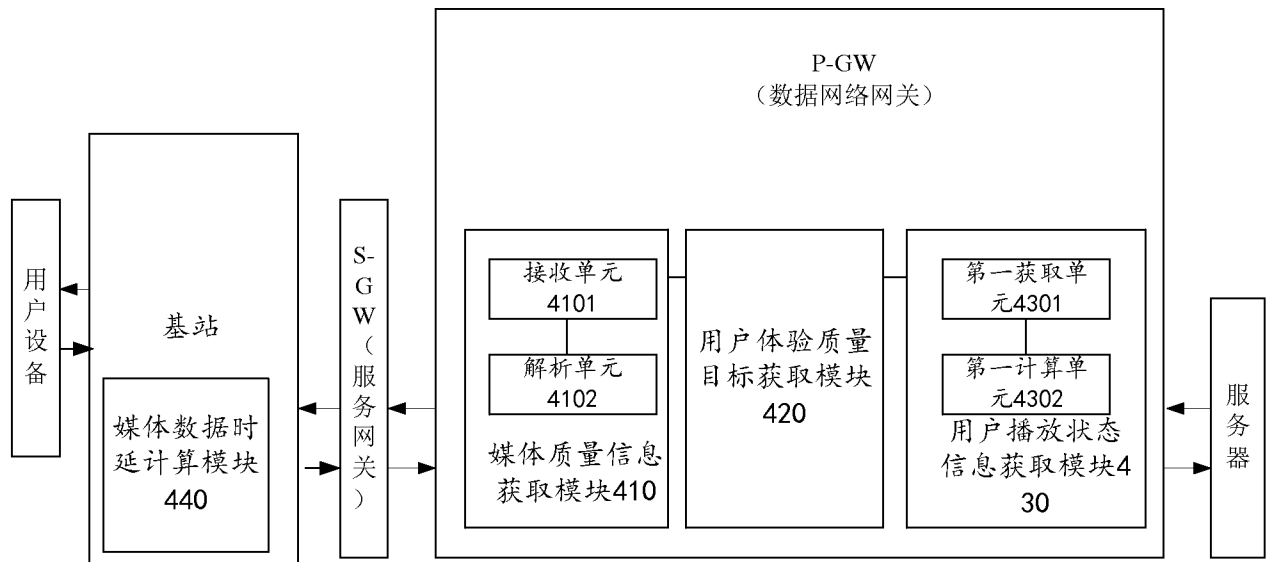 P-GW
（数据网络网关）
用户设备
基站
媒体数据时
延计算模块
440
S-
GW（服务网关）
接收单元
4101
解析单元
4102
媒体质量信息
获取模块410
用户体验质量
目标获取模块
420
第一获取单
元4301
第一计算单
元4302
用户播放状态
信息获取模块4
30
服务器